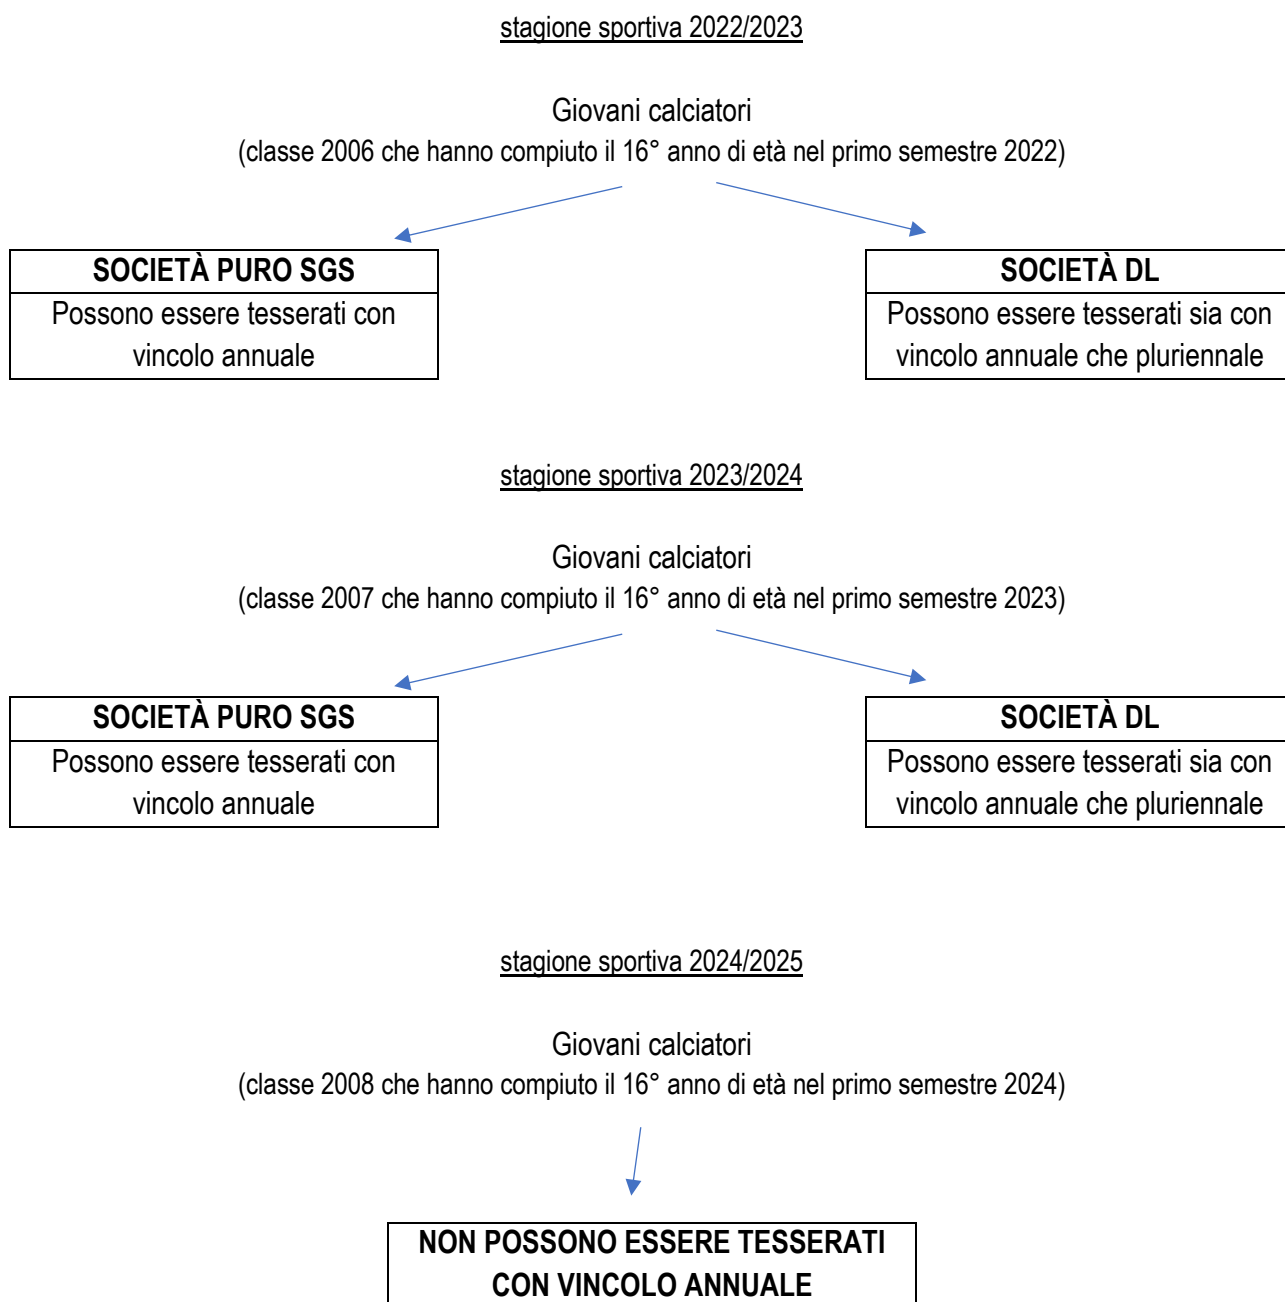 stagione sportiva 2022/2023
Giovani calciatori
(classe 2006 che hanno compiuto il 16° anno di età nel primo semestre 2022)
SOCIETÀ PURO SGS
Possono essere tesserati con
vincolo annuale
SOCIETÀ DL
Possono essere tesserati sia con
vincolo annuale che pluriennale
stagione sportiva 2023/2024
Giovani calciatori
(classe 2007 che hanno compiuto il 16° anno di età nel primo semestre 2023)
SOCIETÀ PURO SGS
Possono essere tesserati con
vincolo annuale
SOCIETÀ DL
Possono essere tesserati sia con
vincolo annuale che pluriennale
stagione sportiva 2024/2025
Giovani calciatori
(classe 2008 che hanno compiuto il 16° anno di età nel primo semestre 2024)
NON POSSONO ESSERE TESSERATI
CON VINCOLO ANNUALE